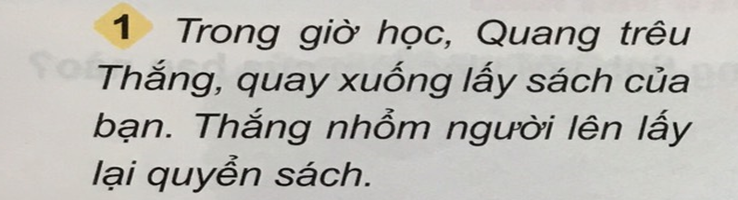 1 Trong giờ học, Quang trêu
Thắng, quay xuống lấy sách của
bạn. Thắng nhổm người lên lấy
lại quyển sách.